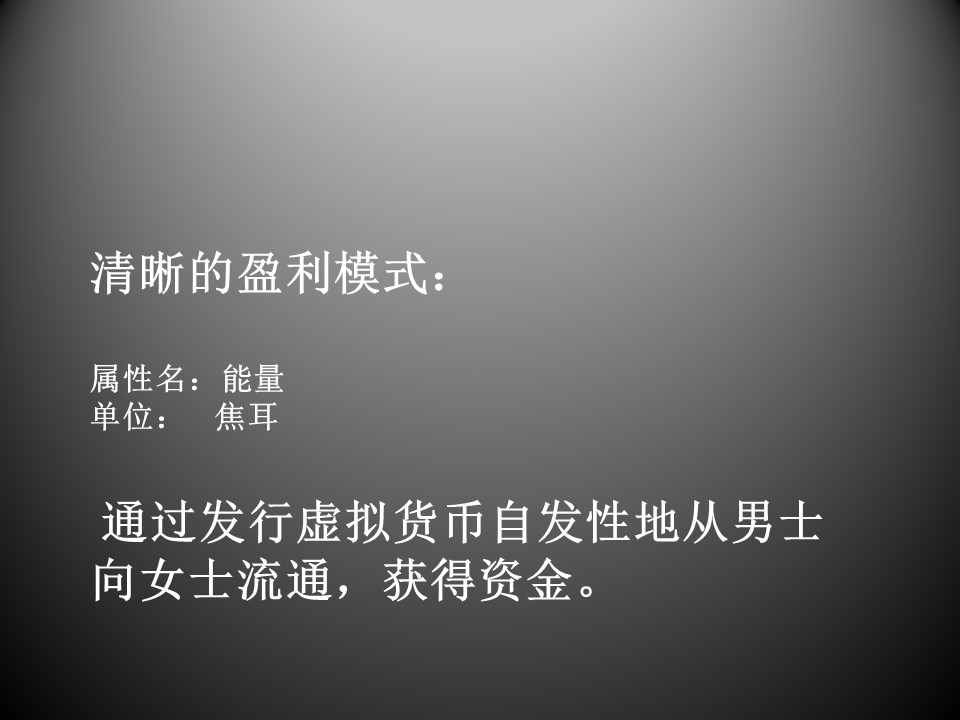 清晰的盈利模式：
属性名：能量
单位： 焦耳
通过发行虚拟货币自发性地从男士
向女士流通，获得资金。